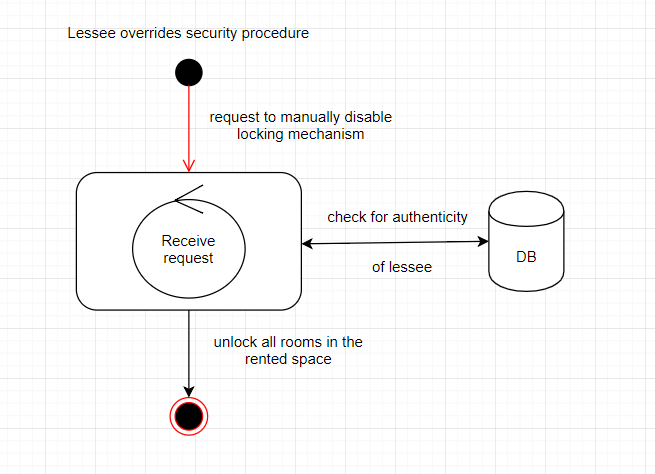 Lessee overrides security procedure
request to manually disable
locking mechanism
Receive
request
check for authenticity
of lessee
DB
unlock all rooms in the
rented space